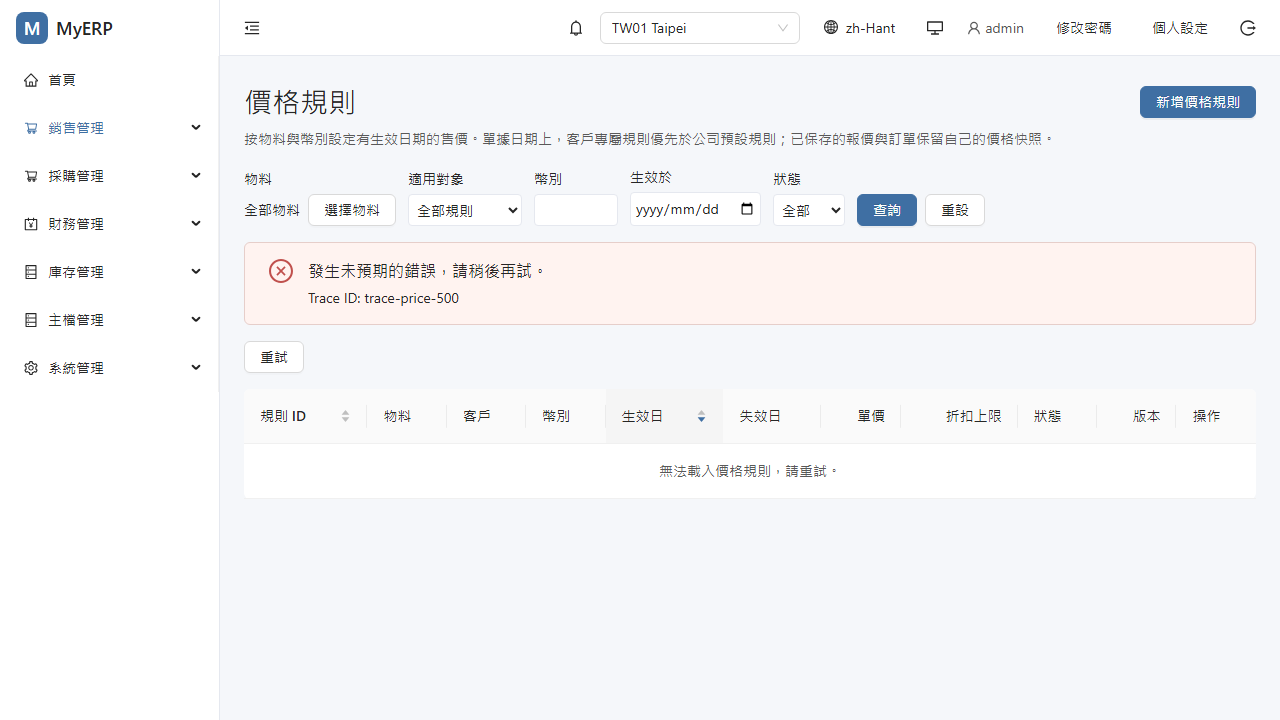 M MyERP
TW01 Taipei
zh-Hant
admin
修改密碼
個人設定
首頁
銷售管理
採購管理
財務管理
庫存管理
主檔管理
系統管理
價格規則
新增價格規則
按物料與幣別設定有生效日期的售價。單據日期上，客戶專屬規則優先於公司預設規則；已保存的報價與訂單保留自己的價格快照。
物料
適用對象
幣別
生效於
狀態
全部物料
選擇物料
全部規則
yyyy/mm/dd
全部
查詢
重設
發生未預期的錯誤，請稍後再試。
Trace ID: trace-price-500
重試
規則 ID 物料 客戶 幣別 生效日 失效日 單價 折扣上限 狀態 版本 操作
無法載入價格規則，請重試。